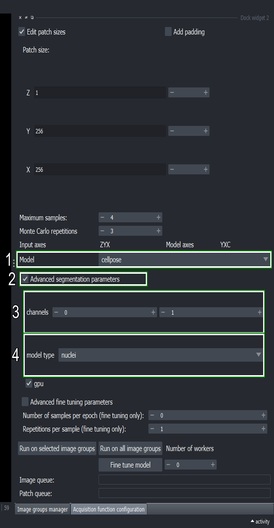 Dock widget 2
Edit patch sizes Add padding
Patch size:
Z 1 - +
Y 256 - +
X 256 - +
Maximum samples: - 4 +
Monte Carlo repetitions - 3 +
Input axes ZYX Model axes YXC
1 Model cellpose
2 Advanced segmentation parameters
3 channels - 0 + - 1 +
4 model type nuclei
gpu
Advanced fine tuning parameters
Number of samples per epoch (fine tuning only): - 0 +
Repetitions per sample (fine tuning only): - 1 +
Run on selected image groups Run on all image groups Number of workers
Fine tune model - 0 +
Image queue:
Patch queue:
59 Image groups manager Acquisition function configuration
activity